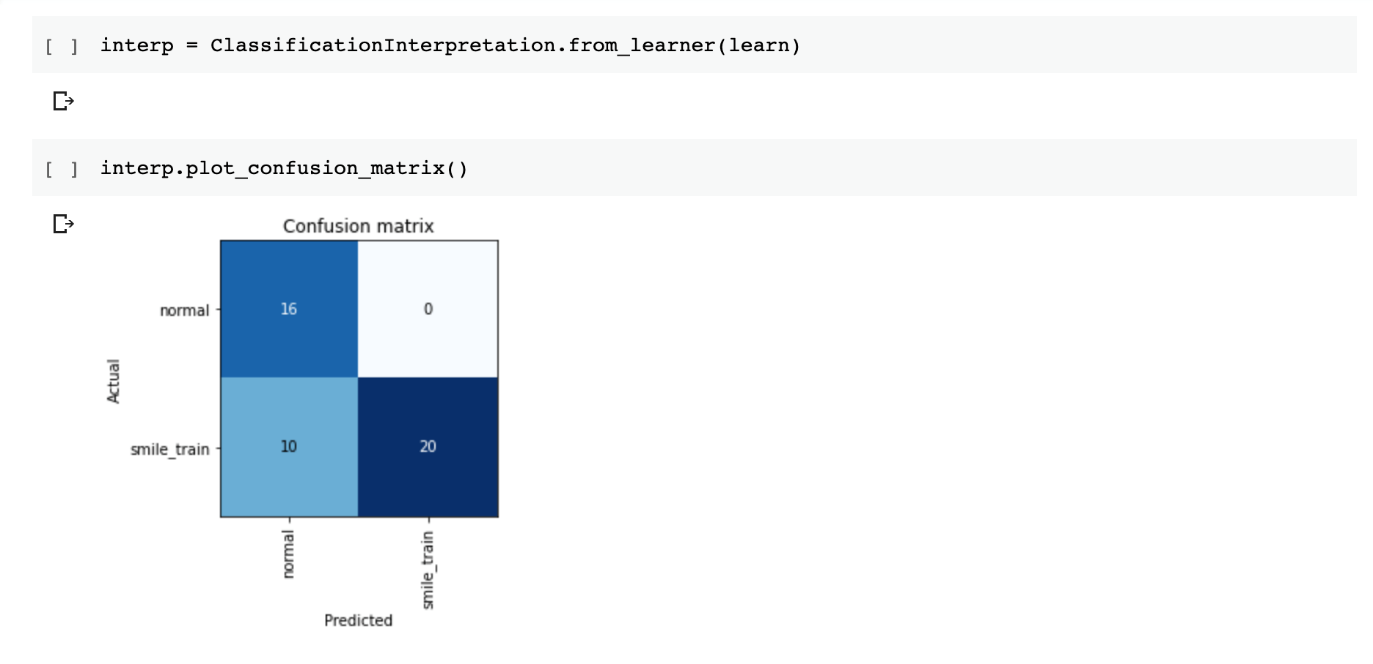 [ ] interp = ClassificationInterpretation.from_learner(learn)
[ ] interp.plot_confusion_matrix()
Confusion matrix
normal 16 0
Actual
smile_train 10 20
normal smile_train
Predicted